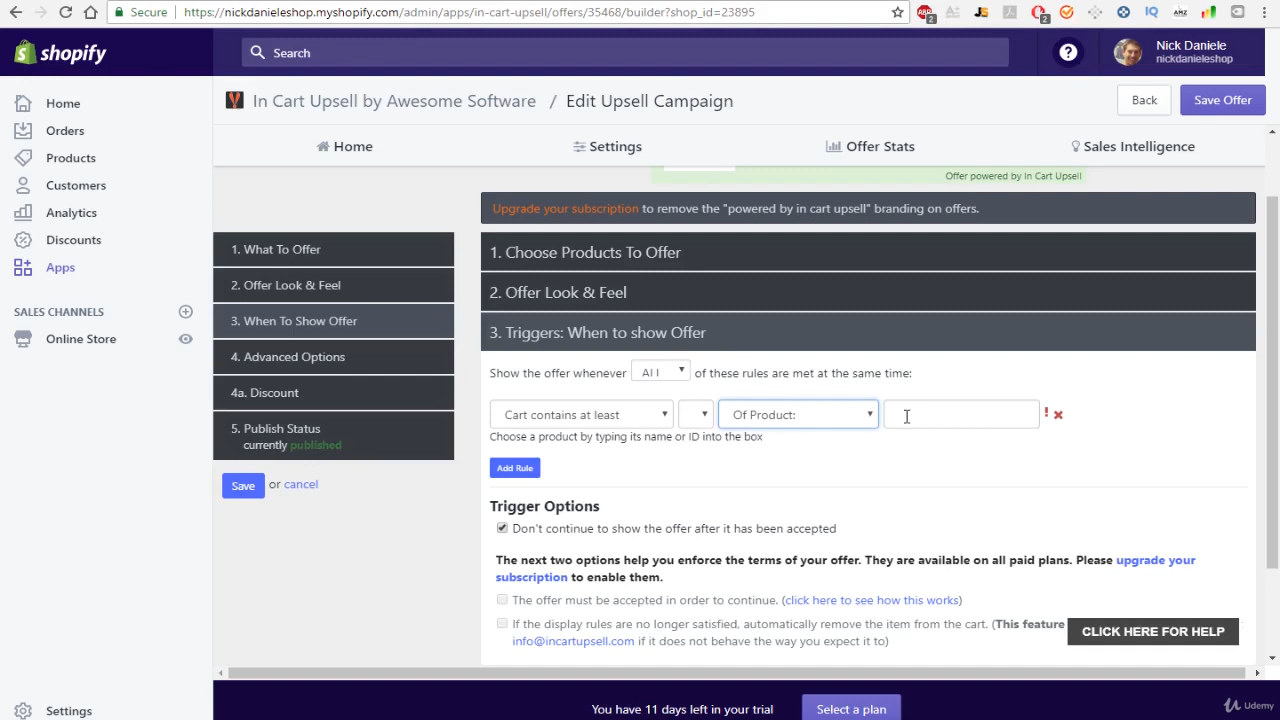 Secure
https://nickdanieleshop.myshopify.com/admin/apps/in-cart-upsell/offers/35468/builder?shop_id=23895
shopify
Search
Nick Daniele
nickdanieleshop
Home
Orders
Products
Customers
Analytics
Discounts
Apps
SALES CHANNELS
Online Store
Settings
In Cart Upsell by Awesome Software / Edit Upsell Campaign
Back
Save Offer
Home
Settings
Offer Stats
Sales Intelligence
Offer powered by In Cart Upsell
Upgrade your subscription to remove the "powered by in cart upsell" branding on offers.
1. What To Offer
2. Offer Look & Feel
3. When To Show Offer
4. Advanced Options
4a. Discount
5. Publish Status
currently published
Save or cancel
1. Choose Products To Offer
2. Offer Look & Feel
3. Triggers: When to show Offer
Show the offer whenever ALL of these rules are met at the same time:
Cart contains at least
Of Product:
Choose a product by typing its name or ID into the box
Add Rule
Trigger Options
Don't continue to show the offer after it has been accepted
The next two options help you enforce the terms of your offer. They are available on all paid plans. Please upgrade your
subscription to enable them.
The offer must be accepted in order to continue. (click here to see how this works)
If the display rules are no longer satisfied, automatically remove the item from the cart. (This feature
info@incartupsell.com if it does not behave the way you expect it to)
CLICK HERE FOR HELP
You have 11 days left in your trial
Select a plan
Udemy